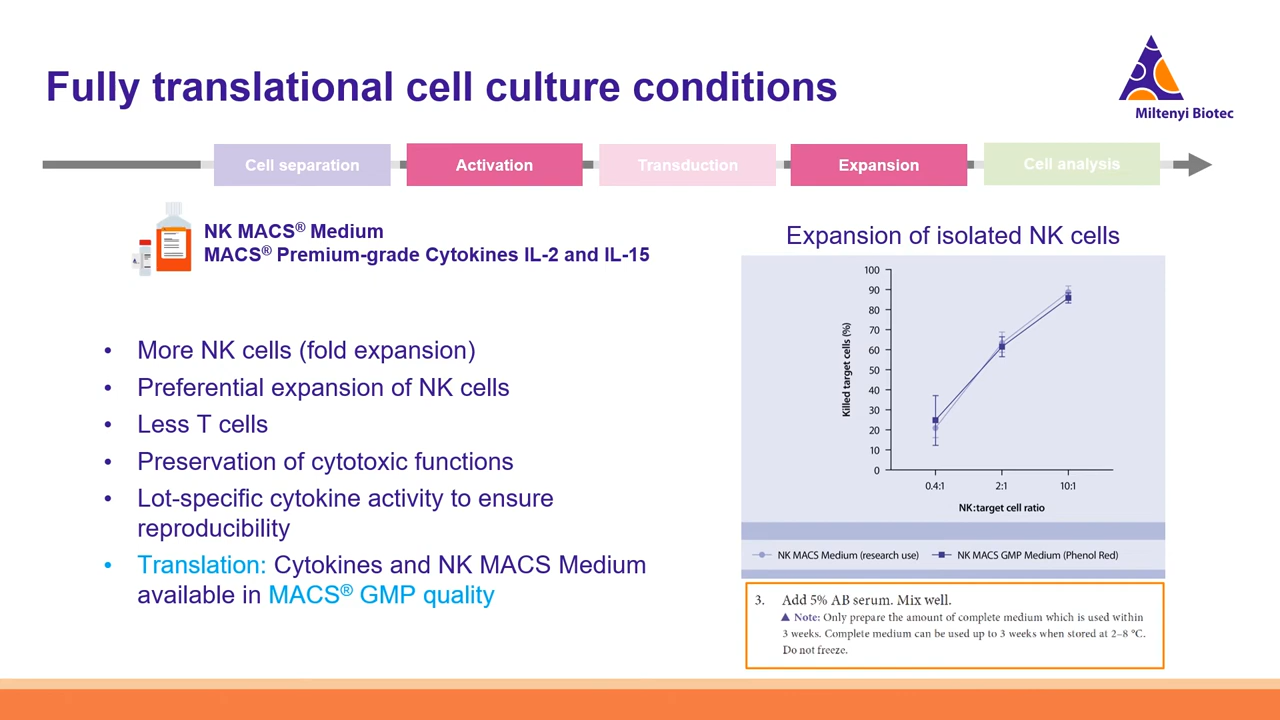 Fully translational cell culture conditions
Miltenyi Biotec
Cell separation
Activation
Transduction
Expansion
Cell analysis
NK MACS® Medium
MACS® Premium-grade Cytokines IL-2 and IL-15
• More NK cells (fold expansion)
• Preferential expansion of NK cells
• Less T cells
• Preservation of cytotoxic functions
• Lot-specific cytokine activity to ensure
reproducibility
• Translation: Cytokines and NK MACS Medium
available in MACS® GMP quality
Expansion of isolated NK cells
Killed target cells (%)
100
90
80
70
60
50
40
30
20
10
0
0.4:1
2:1
10:1
NK:target cell ratio
NK MACS Medium (research use)
NK MACS GMP Medium (Phenol Red)
3. Add 5% AB serum. Mix well.
▲ Note: Only prepare the amount of complete medium which is used within
3 weeks. Complete medium can be used up to 3 weeks when stored at 2–8 °C.
Do not freeze.